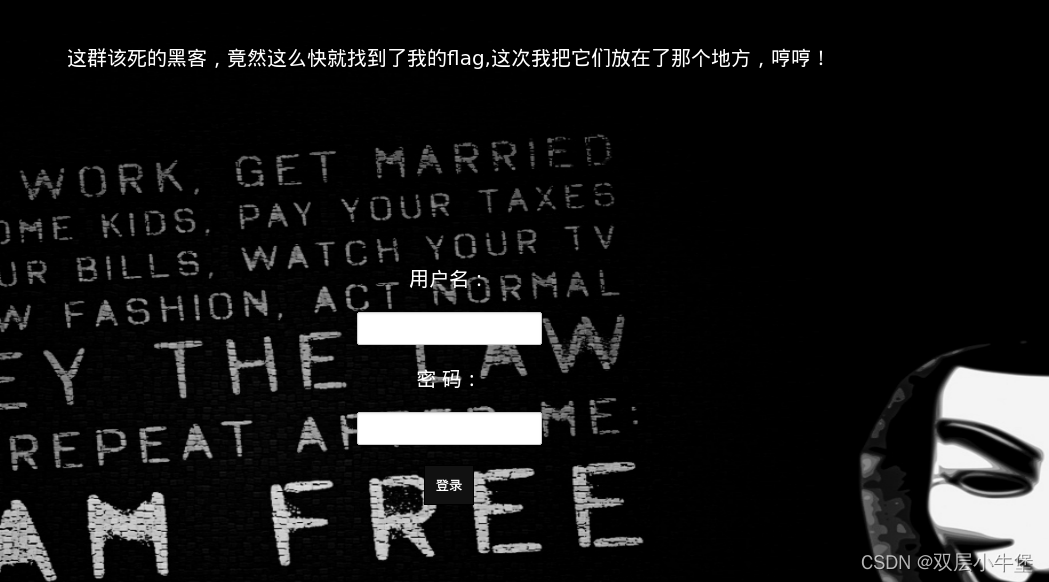 这群该死的黑客，竟然这么快就找到了我的flag,这次我把它们放在了那个地方，哼哼！
WORK, GET MARRIED
OME KIDS, PAY YOUR TAXES
UR BILLS, WATCH YOUR TV
W FASHION, ACT NORMAL
用户名：
EY THE LAW
密 码：
REPEAT AFTER ME:
AM FREE
登录
CSDN @双层小牛堡